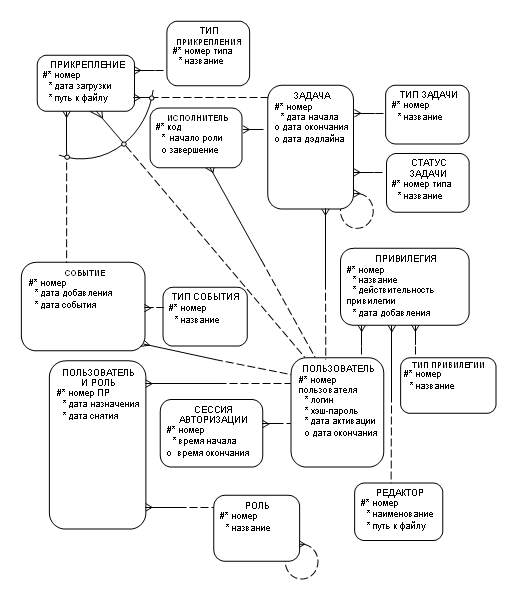 ТИП
ПРИКРЕПЛЕНИЯ
#* номер типа
* название
ПРИКРЕПЛЕНИЕ
#* номер
* дата загрузки
* путь к файлу
ИСПОЛНИТЕЛЬ
#* код
* начало роли
о завершение
ЗАДАЧА
#* номер
* дата начала
о дата окончания
о дата дэдлайна
ТИП ЗАДАЧИ
#* номер
* название
СТАТУС
ЗАДАЧИ
#* номер типа
* название
СОБЫТИЕ
#* номер
* дата добавления
* дата события
ТИП СОБЫТИЯ
#* номер
* название
ПРИВИЛЕГИЯ
#* номер
* название
* действительность
привилегии
* дата добавления
ПОЛЬЗОВАТЕЛЬ
И РОЛЬ
#* номер ПР
* дата назначения
* дата снятия
СЕССИЯ
АВТОРИЗАЦИИ
#* номер
* время начала
о время окончания
ПОЛЬЗОВАТЕЛЬ
#* номер
пользователя
* логин
* хэш-пароль
* дата активации
о дата окончания
ТИП ПРИВИЛЕГИИ
#* номер
* название
РОЛЬ
#* номер
* название
РЕДАКТОР
#* номер
* наименование
* путь к файлу